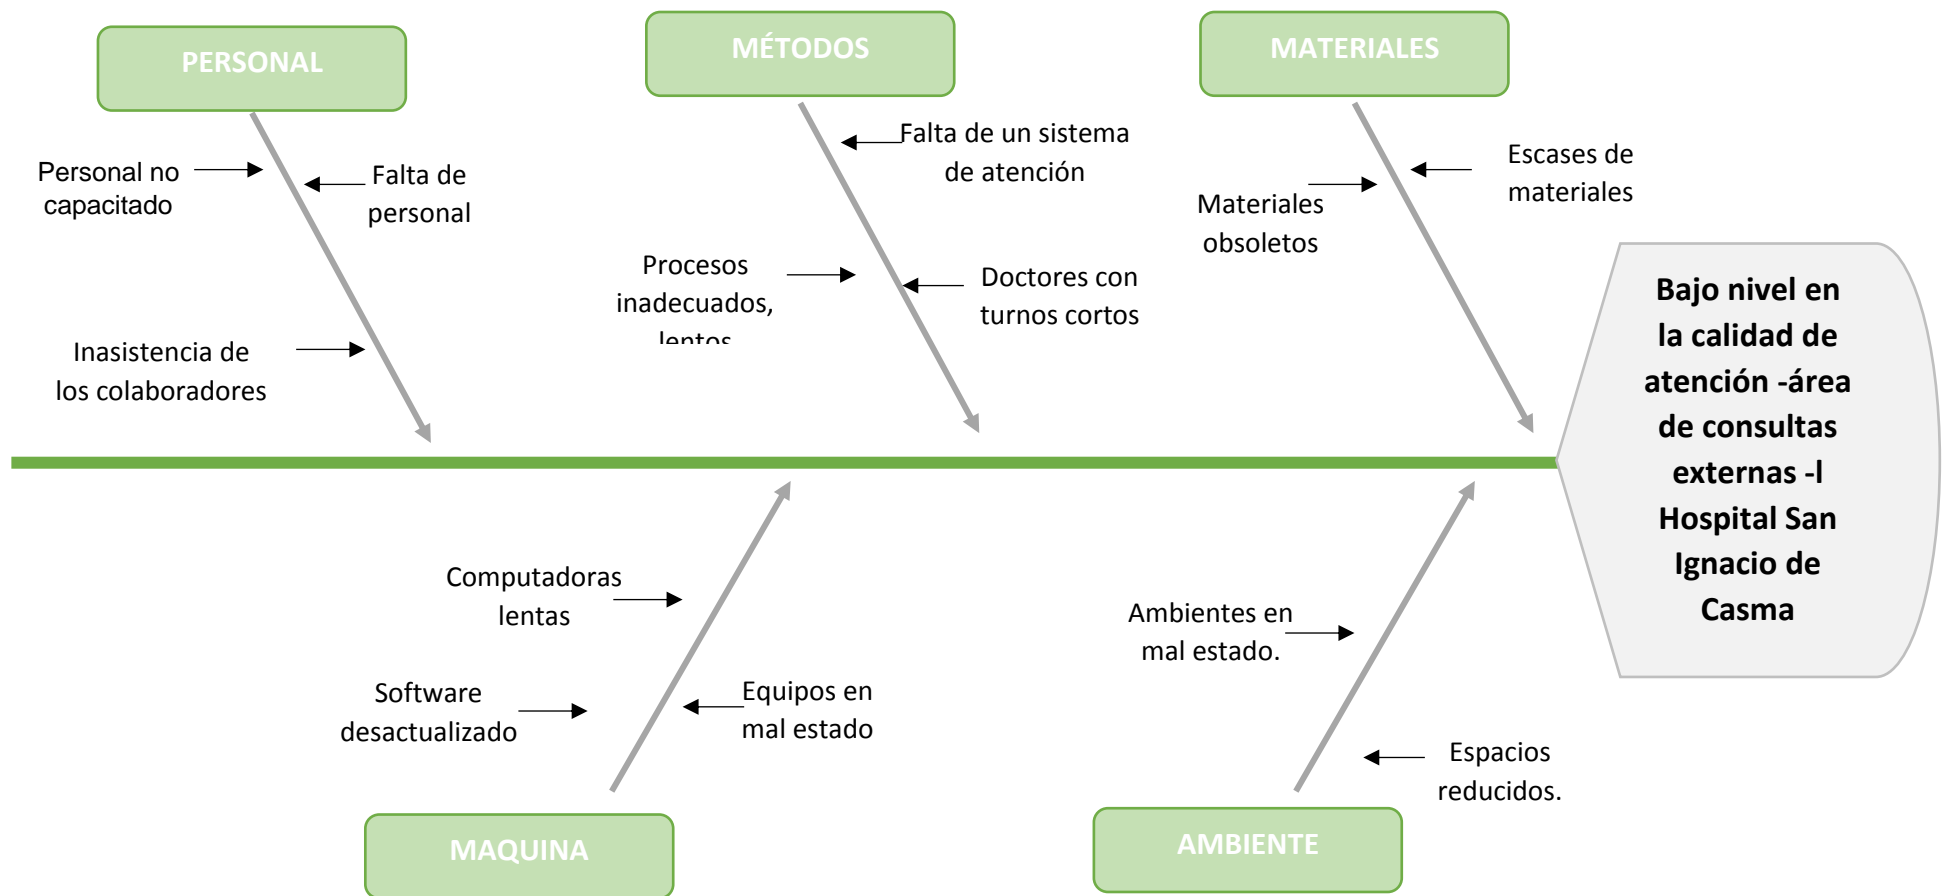 PERSONAL
MÉTODOS
MATERIALES
Personal no
capacitado
Falta de
personal
Inasistencia de
los colaboradores
Falta de un sistema
de atención
Procesos
inadecuados,
lentos
Doctores con
turnos cortos
Escases de
materiales
Materiales
obsoletos
Bajo nivel en
la calidad de
atención -área
de consultas
externas -l
Hospital San
Ignacio de
Casma
Computadoras
lentas
Software
desactualizado
Equipos en
mal estado
Ambientes en
mal estado.
Espacios
reducidos.
MAQUINA
AMBIENTE